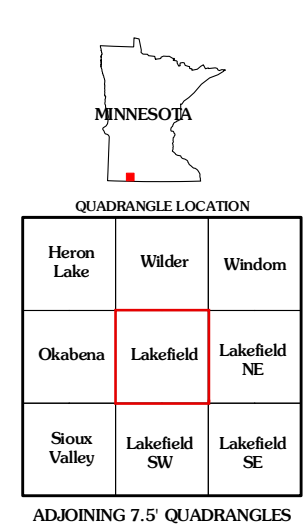 MINNESOTA
QUADRANGLE LOCATION
Heron
Lake
Wilder
Windom
Okabena
Lakefield
Lakefield
NE
Sioux
Valley
Lakefield
SW
Lakefield
SE
ADJOINING 7.5' QUADRANGLES